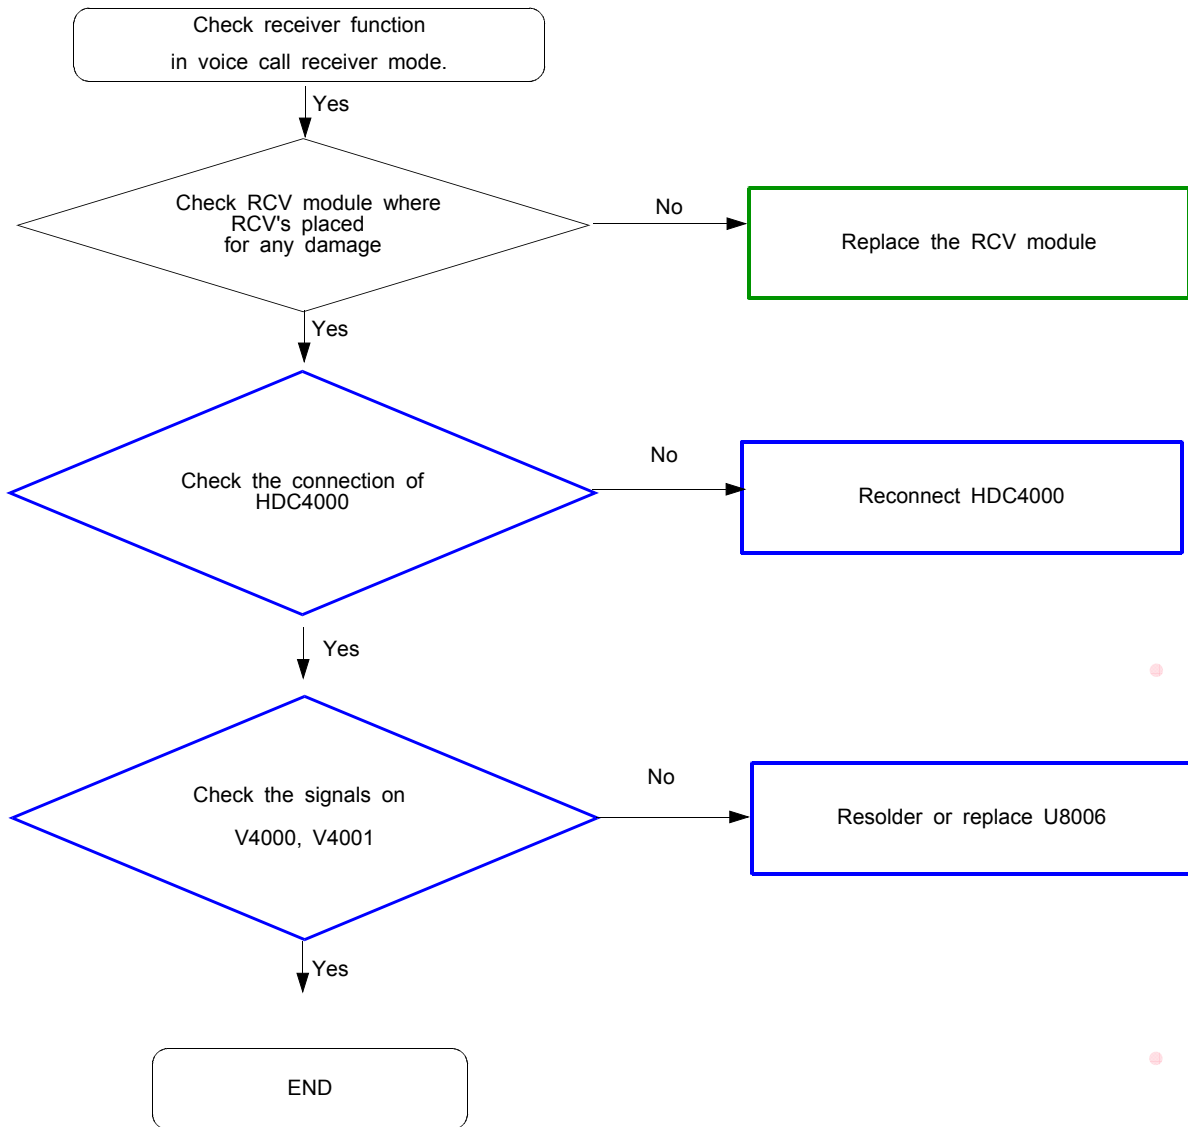 Check receiver function
in voice call receiver mode.
Yes
Check RCV module where
RCV's placed
for any damage
No
Replace the RCV module
Yes
Check the connection of
HDC4000
No
Reconnect HDC4000
Yes
Check the signals on
V4000, V4001
No
Resolder or replace U8006
Yes
END